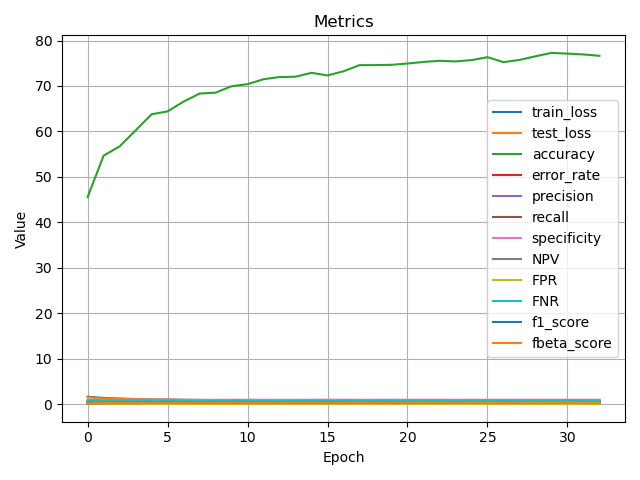 Metrics
80
70
60
50
40
30
20
10
0
Value
train_loss
test_loss
accuracy
error_rate
precision
recall
specificity
NPV
FPR
FNR
f1_score
fbeta_score
0 5 10 15 20 25 30
Epoch